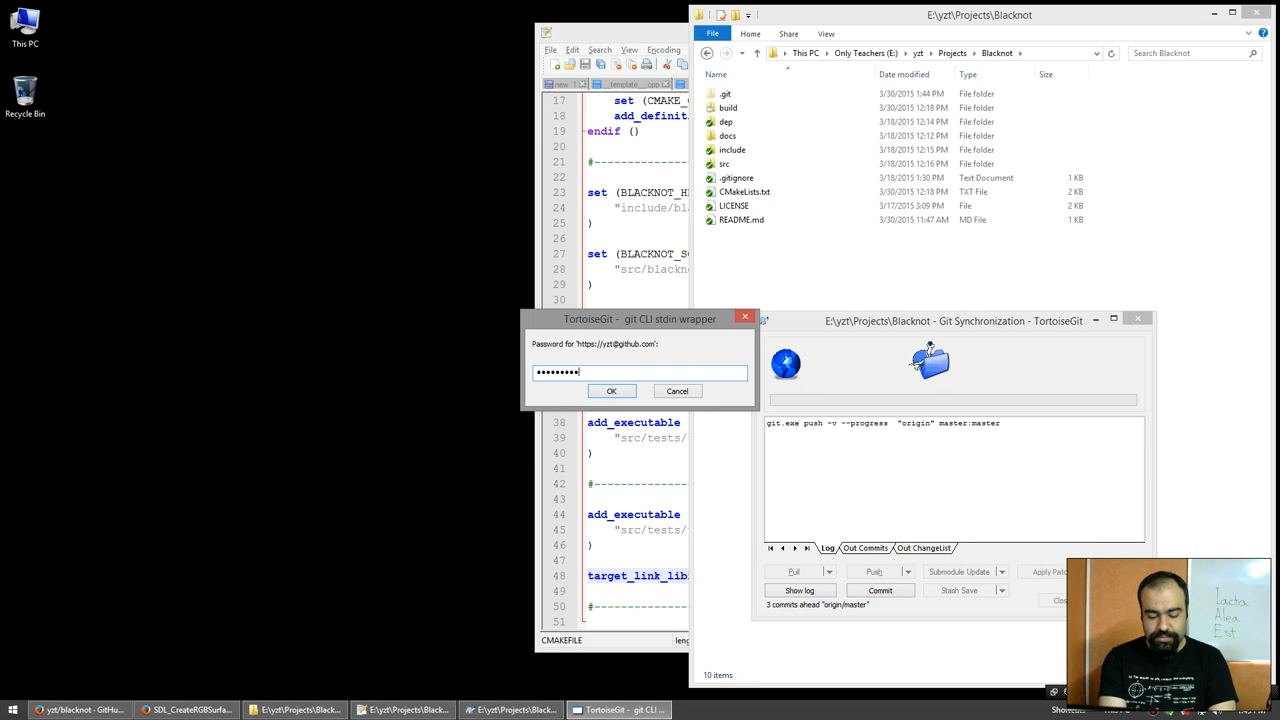 This PC
Recycle Bin
File Edit Search View Encoding
new 1
__template__.cpp
17 set (CMAKE_
18 add_definiti
19 endif ()
20
21 #
22
23 set (BLACKNOT_H
24 "include/bl
25 )
26
27 set (BLACKNOT_S
28 "src/blackn
29 )
30
38 add_executable
39 "src/tests/
40 )
41
42 #
43
44 add_executable
45 "src/tests/
46 )
47
48 target_link_lib
49
50 #
51
CMAKEFILE
E:\yzt\Projects\Blacknot
File Home Share View
This PC Only Teachers (E:) yzt Projects Blacknot
Search Blacknot
Name Date modified Type Size
.git 3/30/2015 1:44 PM File folder
build 3/30/2015 12:18 PM File folder
dep 3/18/2015 12:14 PM File folder
docs 3/18/2015 12:12 PM File folder
include 3/18/2015 12:15 PM File folder
src 3/18/2015 12:16 PM File folder
.gitignore 3/18/2015 1:30 PM Text Document 1 KB
CMakeLists.txt 3/30/2015 12:18 PM TXT File 2 KB
LICENSE 3/17/2015 3:09 PM File 2 KB
README.md 3/30/2015 11:47 AM MD File 1 KB
10 items
TortoiseGit - git CLI stdin wrapper
Password for 'https://yzt@github.com':
•••••••••
OK Cancel
E:\yzt\Projects\Blacknot - Git Synchronization - TortoiseGit
git.exe push -v --progress "origin" master:master
Log Out Commits Out ChangeList
Pull Push Submodule Update Apply Patc
Show log Commit Stash Save
3 commits ahead "origin/master"
Iacta
Alea
Est
yzt/blacknot - GitHu...
SDL_CreateRGBSurfa...
E:\yzt\Projects\Black...
E:\yzt\Projects\Black...
E:\yzt\Projects\Black...
TortoiseGit - git CLI ...